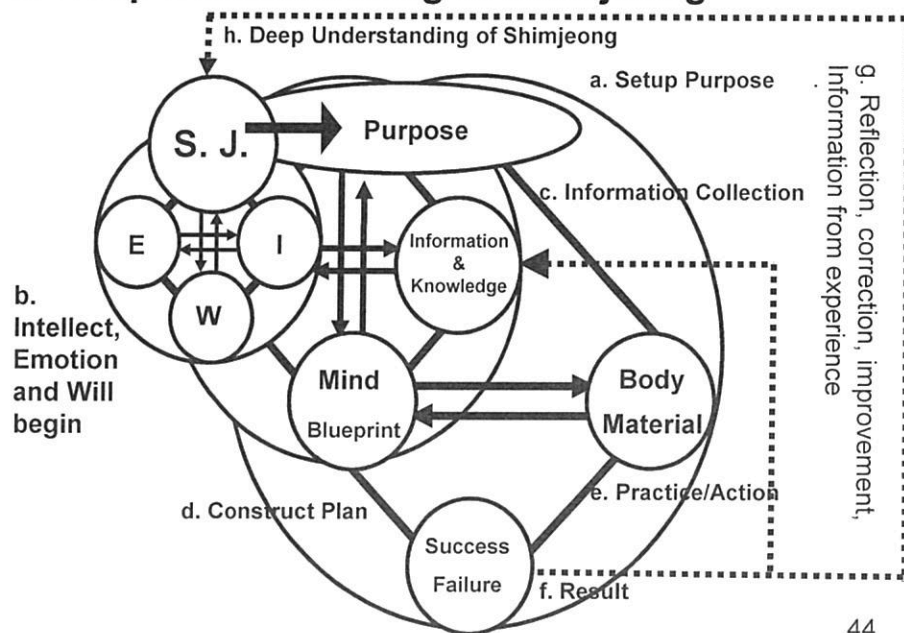 h. Deep Understanding of Shimjeong
a. Setup Purpose
g. Reflection, correction, improvement,
Information from experience
S. J.
Purpose
c. Information Collection
E
I
W
Information
&
Knowledge
b.
Intellect,
Emotion
and Will
begin
Mind
Blueprint
Body
Material
d. Construct Plan
e. Practice/Action
Success
Failure
f. Result
44